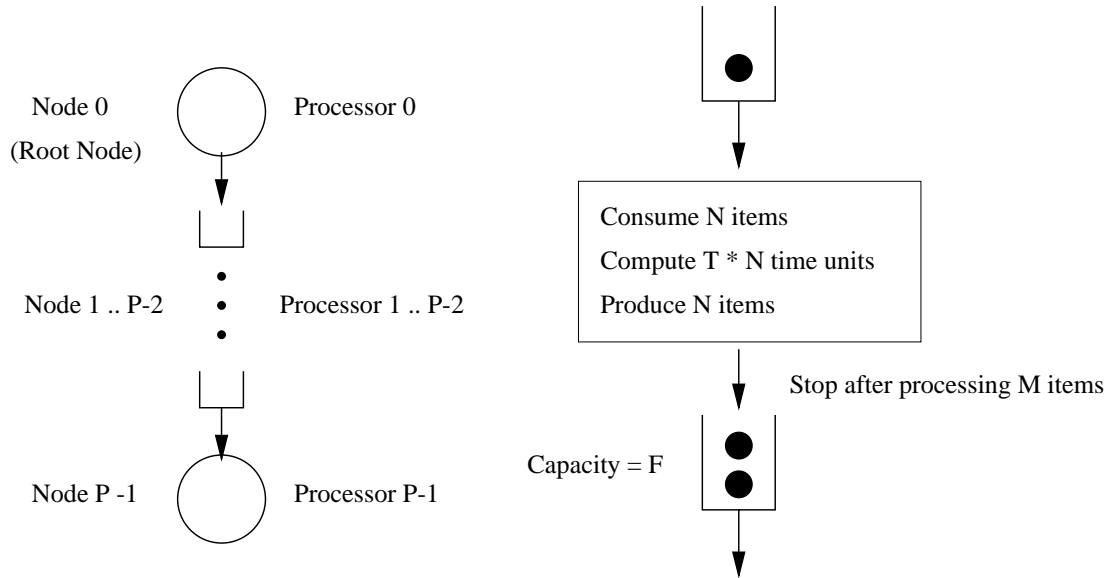 Node 0
(Root Node)
Processor 0
Node 1 .. P-2
Processor 1 .. P-2
Node P -1
Processor P-1
Consume N items
Compute T * N time units
Produce N items
Stop after processing M items
Capacity = F